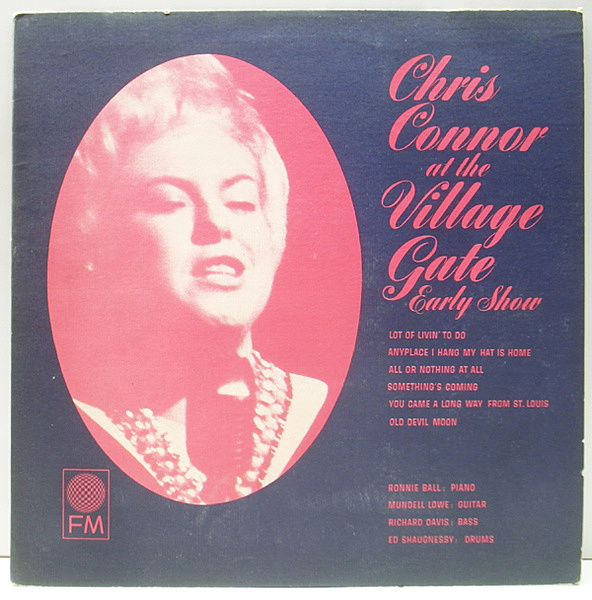 Chris
Connor
at the
Village
Gate
Early Show
LOT OF LIVIN' TO DO
ANYPLACE I HANG MY HAT IS HOME
ALL OR NOTHING AT ALL
SOMETHING'S COMING
YOU CAME A LONG WAY FROM ST. LOUIS
OLD DEVIL MOON
RONNIE BALL: PIANO
MUNDELL LOWE: GUITAR
RICHARD DAVIS: BASS
ED SHAUGNESSY: DRUMS
FM